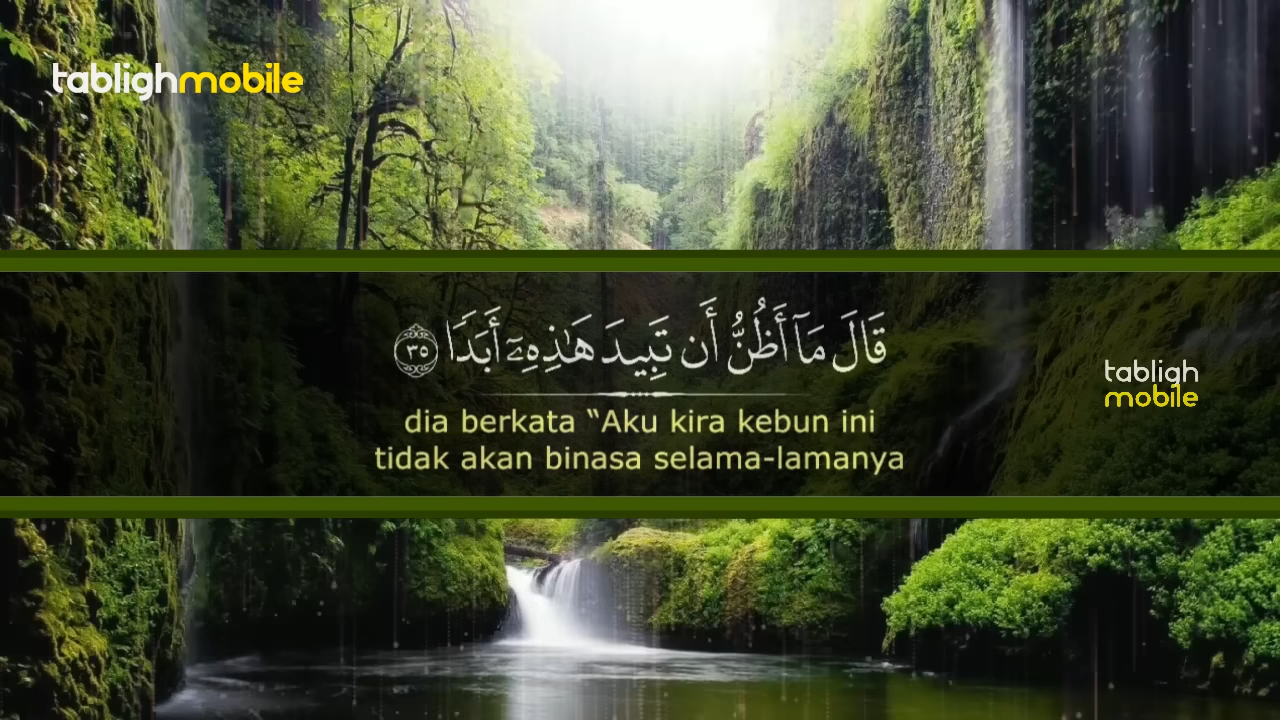 tablighmobile
قَالَ مَآ أَظُنُّ أَن تَبِيدَ هَٰذِهِۦٓ أَبَدٗا ٣٥
dia berkata “Aku kira kebun ini
tidak akan binasa selama-lamanya
tabligh
mobile